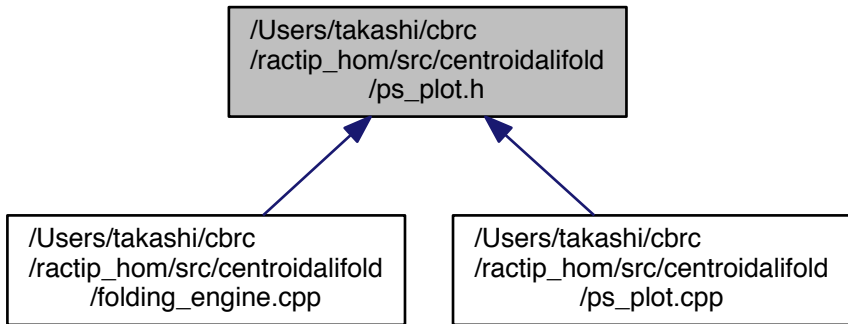 /Users/takashi/cbrc
/ractip_hom/src/centroidalifold
/ps_plot.h
/Users/takashi/cbrc
/ractip_hom/src/centroidalifold
/folding_engine.cpp
/Users/takashi/cbrc
/ractip_hom/src/centroidalifold
/ps_plot.cpp